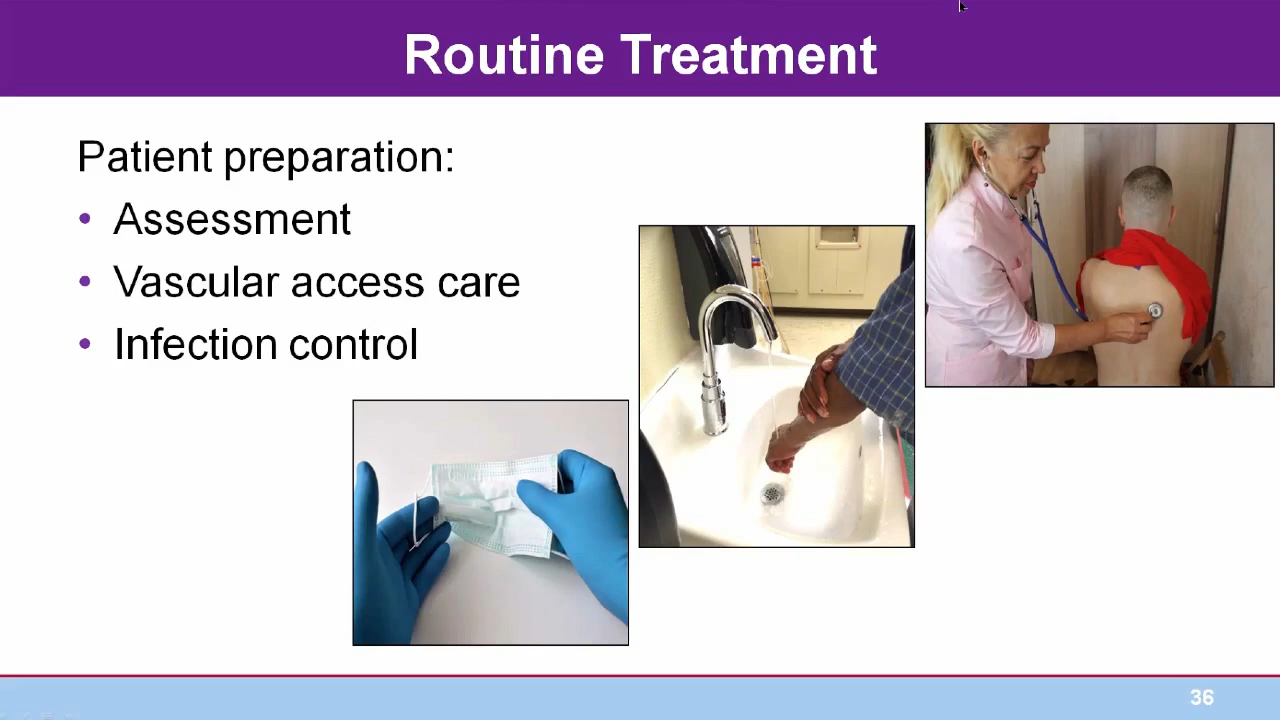 Routine Treatment
Patient preparation:
• Assessment
• Vascular access care
• Infection control
36